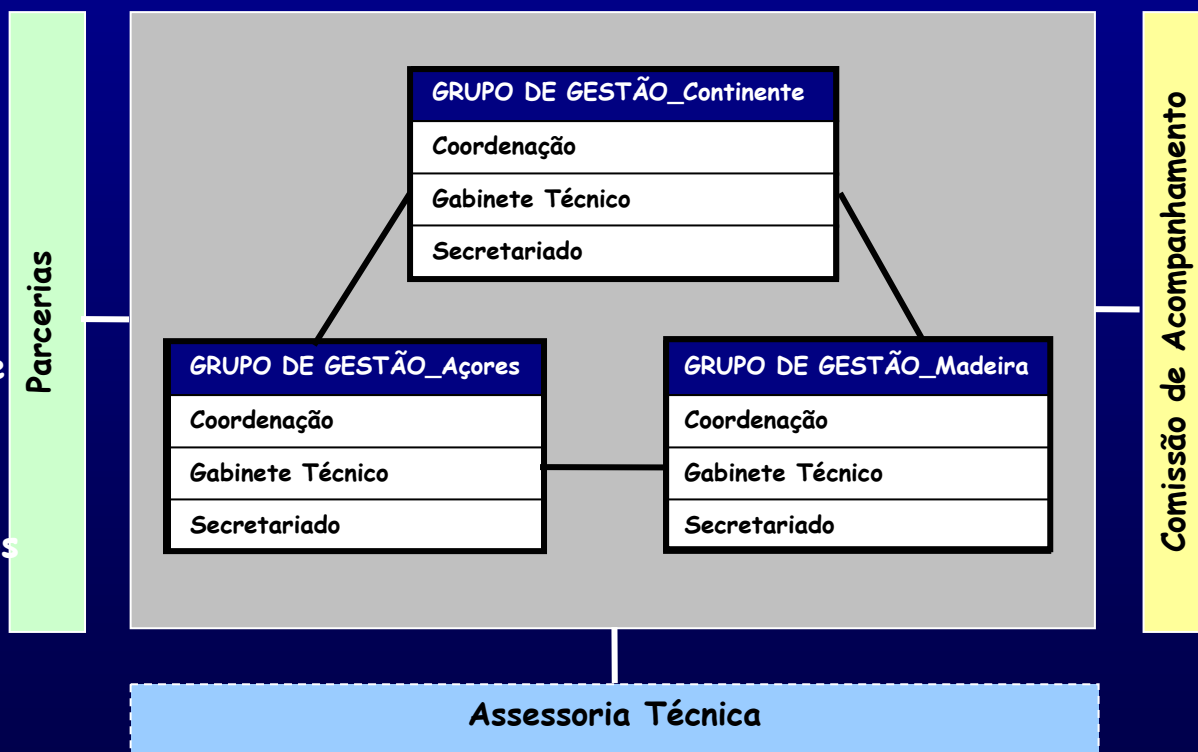 Parcerias
GRUPO DE GESTÃO_Continente
Coordenação
Gabinete Técnico
Secretariado
GRUPO DE GESTÃO_Açores
Coordenação
Gabinete Técnico
Secretariado
GRUPO DE GESTÃO_Madeira
Coordenação
Gabinete Técnico
Secretariado
Comissão de Acompanhamento
Assessoria Técnica